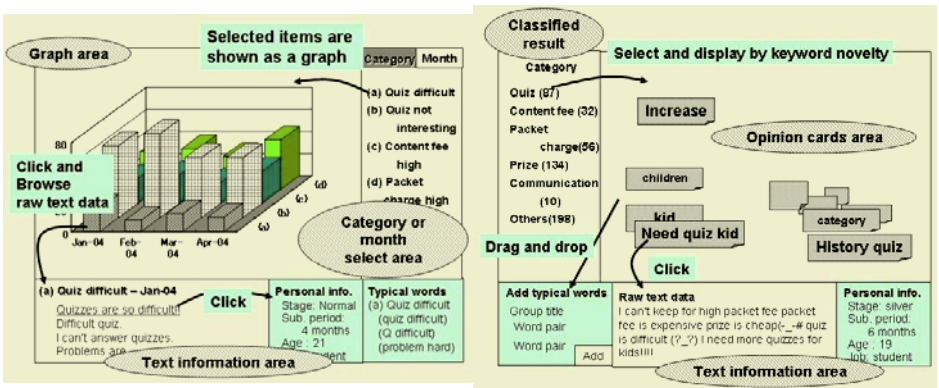 Graph area
Selected items are
shown as a graph
Category Month
(a) Quiz difficult
(b) Quiz not
interesting
(c) Content fee
high
(d) Packet
charge high
80
0
Jan-04
Feb-
04
Mar-
04
Apr-04
(a)
(b)
(c)
(d)
Click and
Browse
raw text data
Category or
month
select area
(a) Quiz difficult – Jan-04
Quizzes are so difficult!
Difficult quiz.
I can't answer quizzes.
Problems are
Click
Personal info.
Stage: Normal
Sub. period:
4 months
Age : 21
Typical words
(a) Quiz difficult
(quiz difficult)
(Q difficult)
(problem hard)
Text information area
Classified
result
Select and display by keyword novelty
Category
Quiz (87)
Content fee (32)
Packet
charge(56)
Prize (134)
Communication
(10)
Others(198)
Increase
Opinion cards area
children
kid
Need quiz kid
category
History quiz
Drag and drop
Click
Add typical words
Group title
Word pair
Word pair
Add
Raw text data
I can't keep for high packet fee packet
fee is expensive prize is cheap(-_-# quiz
is difficult (?_?) I need more quizzes for
kids!!!!
Personal info.
Stage: silver
Sub. period:
6 months
Age : 19
Job: student
Text information area